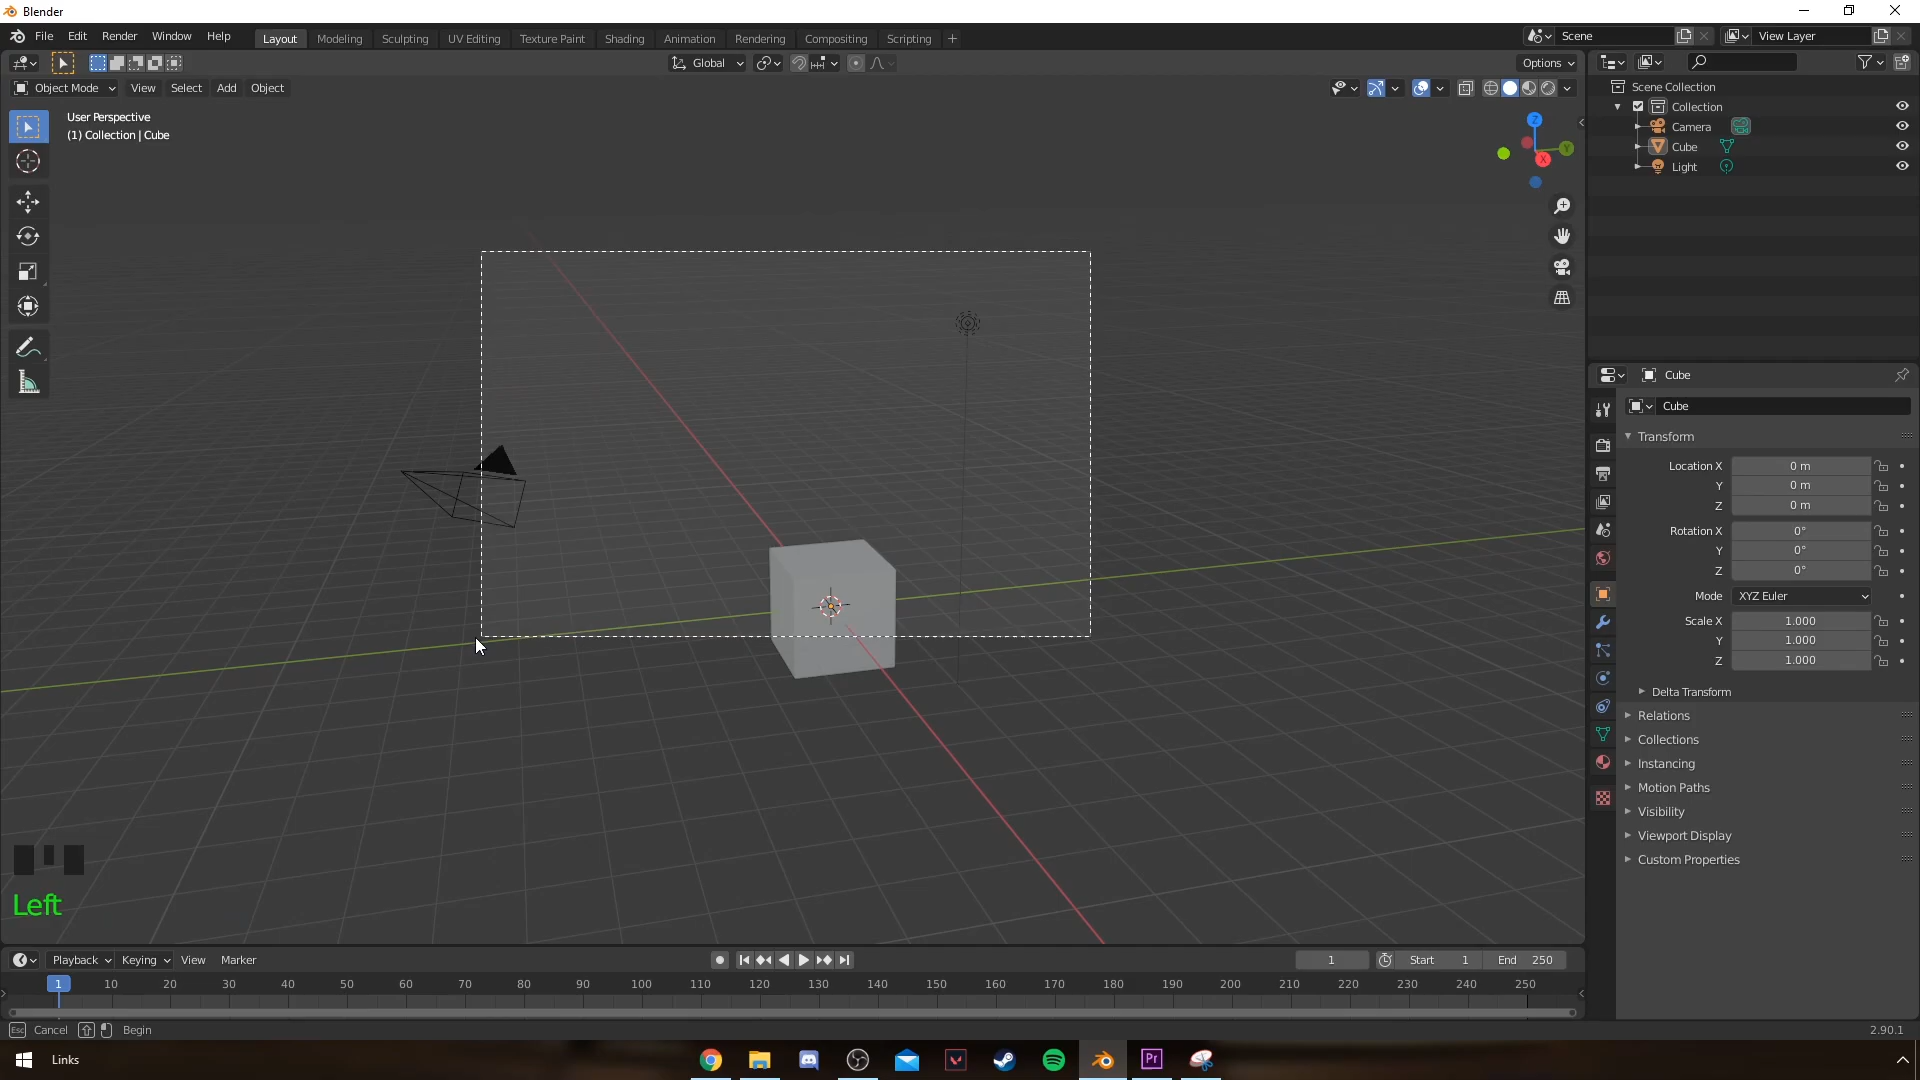 Blender
File Edit Render Window Help Layout Modeling Sculpting UV Editing Texture Paint Shading Animation Rendering Compositing Scripting + Scene View Layer
Global Options
Object Mode View Select Add Object
User Perspective
(1) Collection | Cube
Z
Y
X
Scene Collection
Collection
Camera
Cube
Light
Cube
Cube
Transform
Location X 0 m
Y 0 m
Z 0 m
Rotation X 0°
Y 0°
Z 0°
Mode XYZ Euler
Scale X 1.000
Y 1.000
Z 1.000
Delta Transform
Relations
Collections
Instancing
Motion Paths
Visibility
Viewport Display
Custom Properties
Left
Playback Keying View Marker 1 Start 1 End 250
1 10 20 30 40 50 60 70 80 90 100 110 120 130 140 150 160 170 180 190 200 210 220 230 240 250
Esc Cancel Begin 2.90.1
Links Pr